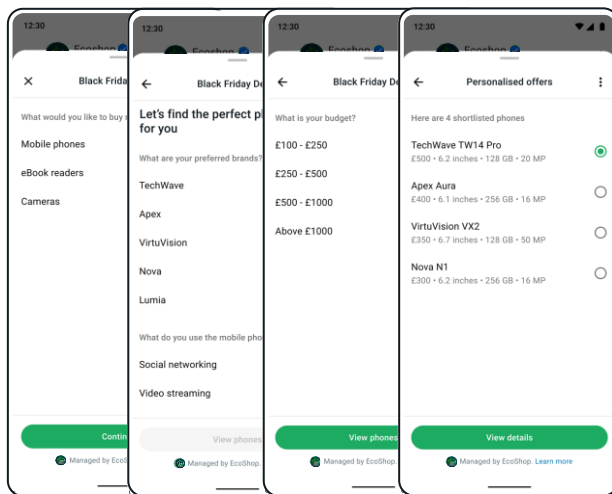 12:30
Ecoshop
Black Frida
What would you like to buy
Mobile phones
eBook readers
Cameras
Contin
Managed by EcoSh
12:30
Ecoshop
Black Friday De
Let's find the perfect
for you
What are your preferred brands?
TechWave
Apex
VirtuVision
Nova
Lumia
What do you use the mobile pho
Social networking
Video streaming
View phones
Managed by EcoShop.
12:30
Ecoshop
Black Friday De
What is your budget?
£100 - £250
£250 - £500
£500 - £1000
Above £1000
View phones
Managed by EcoShop.
12:30
Ecoshop
Personalised offers
Here are 4 shortlisted phones
TechWave TW14 Pro
£500 • 6.2 inches • 128 GB • 20 MP
Apex Aura
£400 • 6.1 inches • 256 GB • 16 MP
VirtuVision VX2
£350 • 6.7 inches • 128 GB • 50 MP
Nova N1
£300 • 6.2 inches • 256 GB • 16 MP
View details
Managed by EcoShop. Learn more